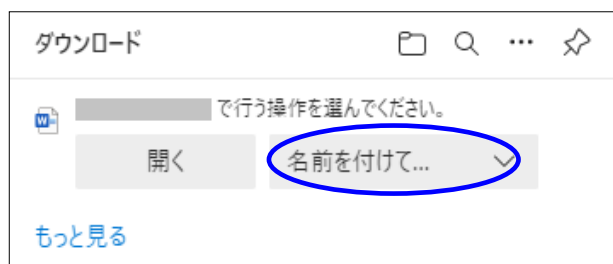 ダウンロード
で行う操作を選んでください。
開く
名前を付けて...
もっと見る